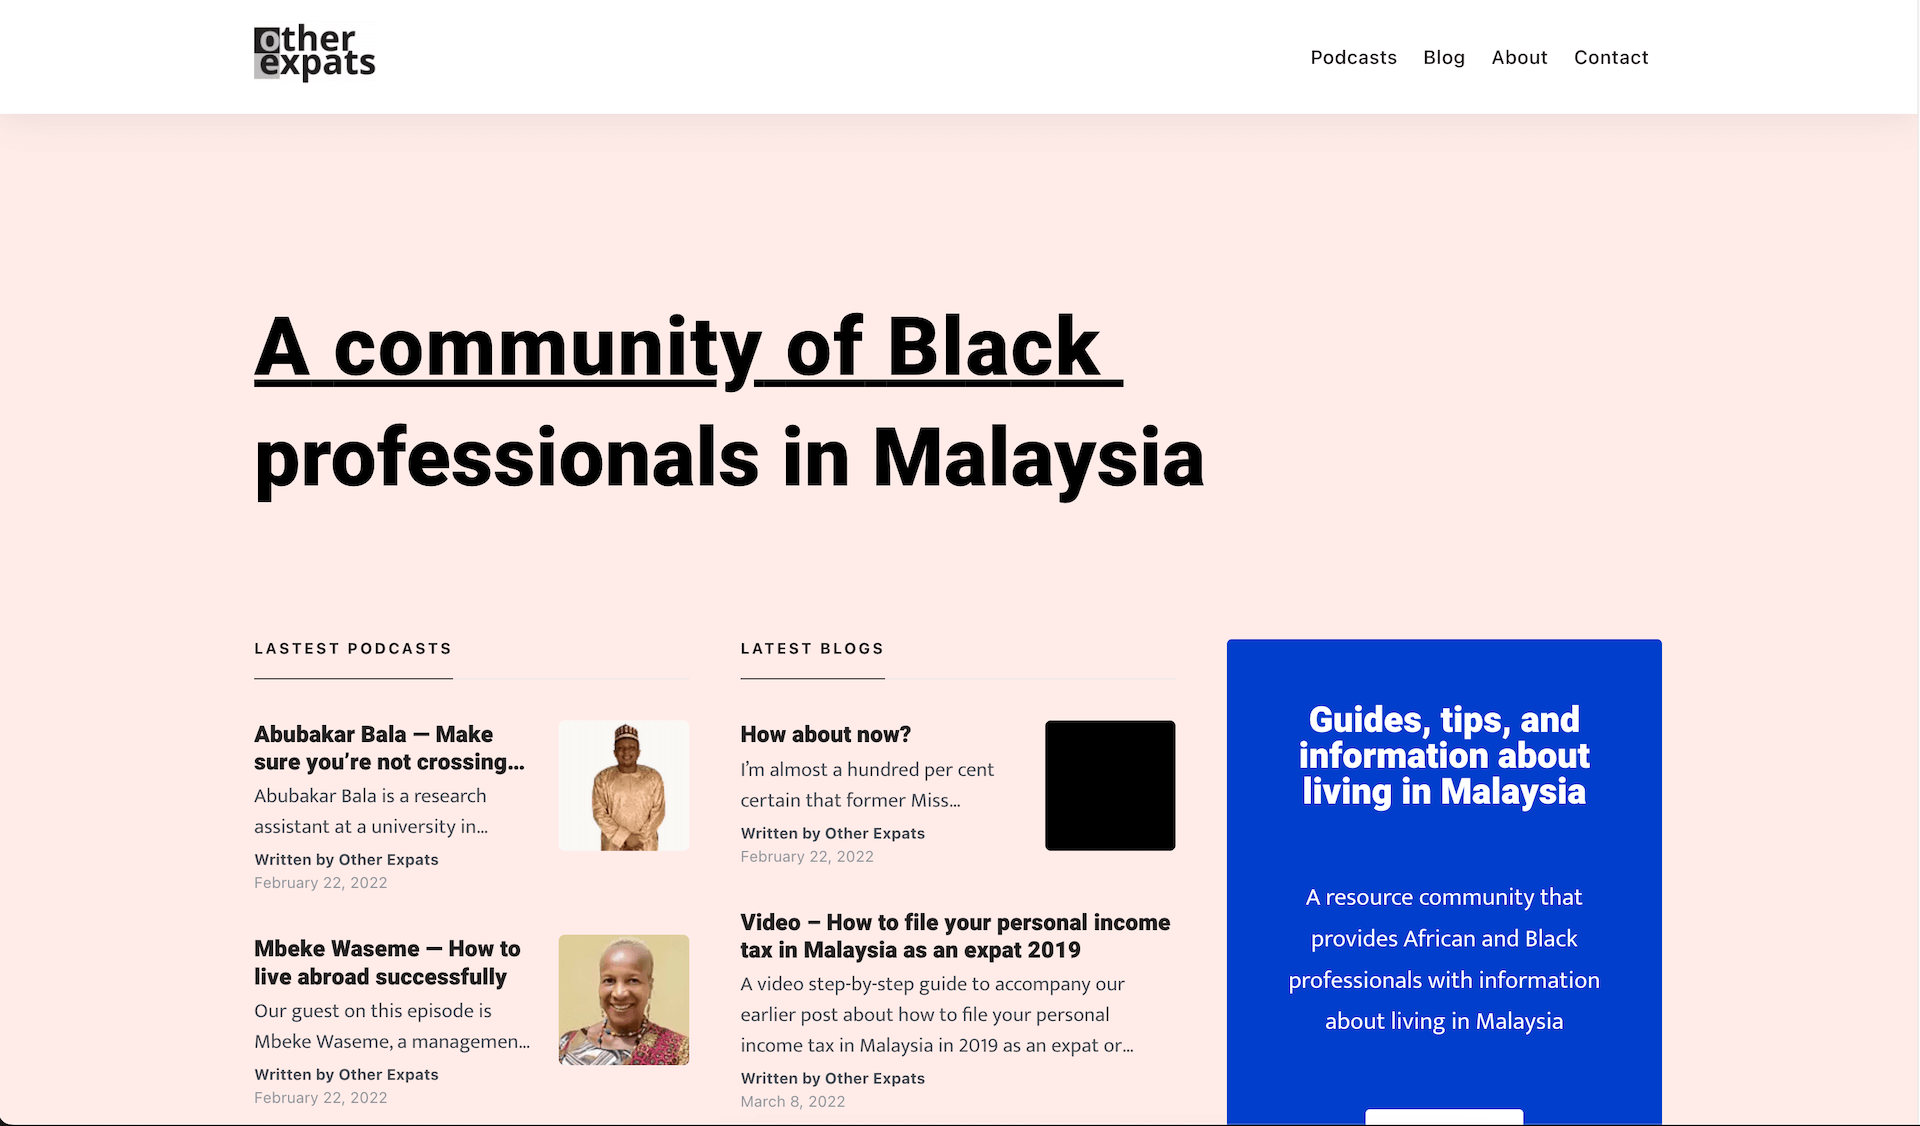 other
expats
Podcasts Blog About Contact
A community of Black
professionals in Malaysia
LASTEST PODCASTS
Abubakar Bala — Make
sure you’re not crossing…
Abubakar Bala is a research
assistant at a university in…
Written by Other Expats
February 22, 2022
Mbeke Waseme — How to
live abroad successfully
Our guest on this episode is
Mbeke Waseme, a managemen…
Written by Other Expats
February 22, 2022
LATEST BLOGS
How about now?
I’m almost a hundred per cent
certain that former Miss…
Written by Other Expats
February 22, 2022
Video – How to file your personal income
tax in Malaysia as an expat 2019
A video step-by-step guide to accompany our
earlier post about how to file your personal
income tax in Malaysia in 2019 as an expat or…
Written by Other Expats
March 8, 2022
Guides, tips, and
information about
living in Malaysia
A resource community that
provides African and Black
professionals with information
about living in Malaysia